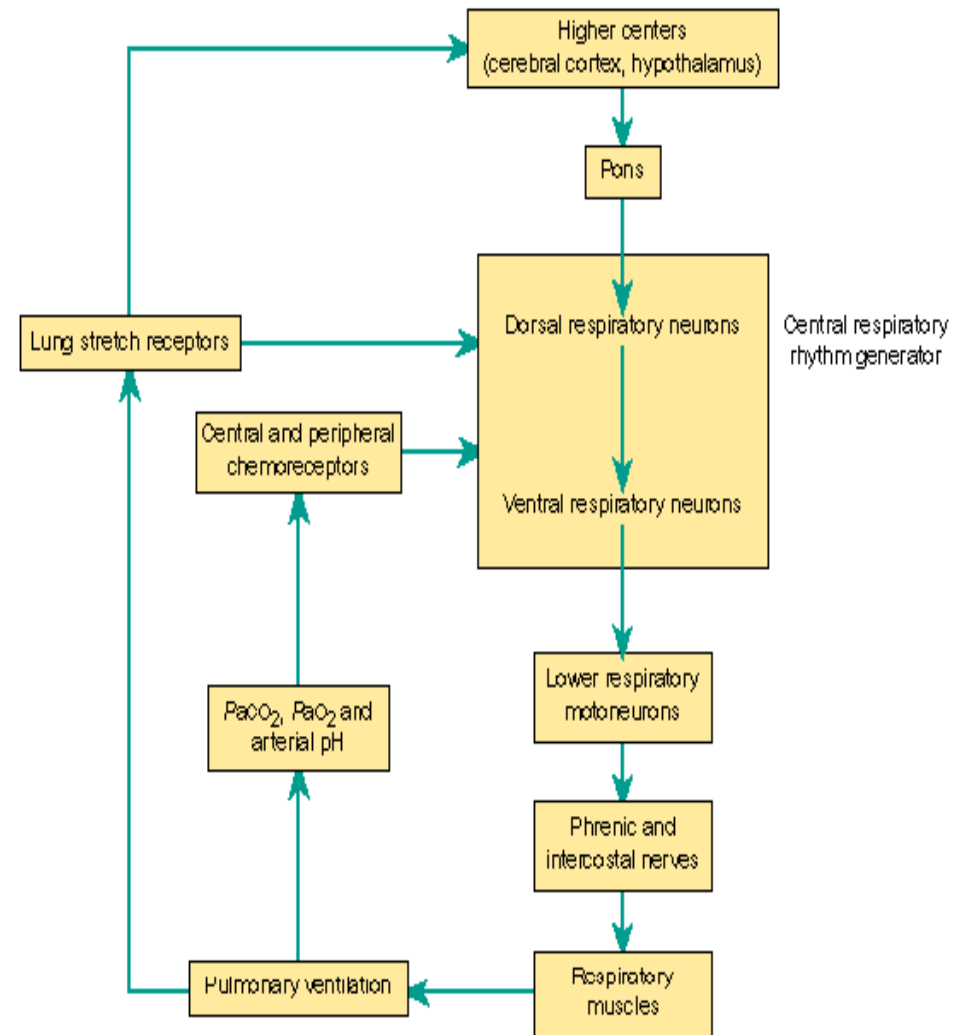 Higher centers
(cerebral cortex, hypothalamus)
Pons
Dorsal respiratory neurons
Central respiratory
rhythm generator
Lung stretch receptors
Central and peripheral
chemoreceptors
Ventral respiratory neurons
Lower respiratory
motoneurons
PaCO₂, PaO₂ and
arterial pH
Phrenic and
intercostal nerves
Pulmonary ventilation
Respiratory
muscles